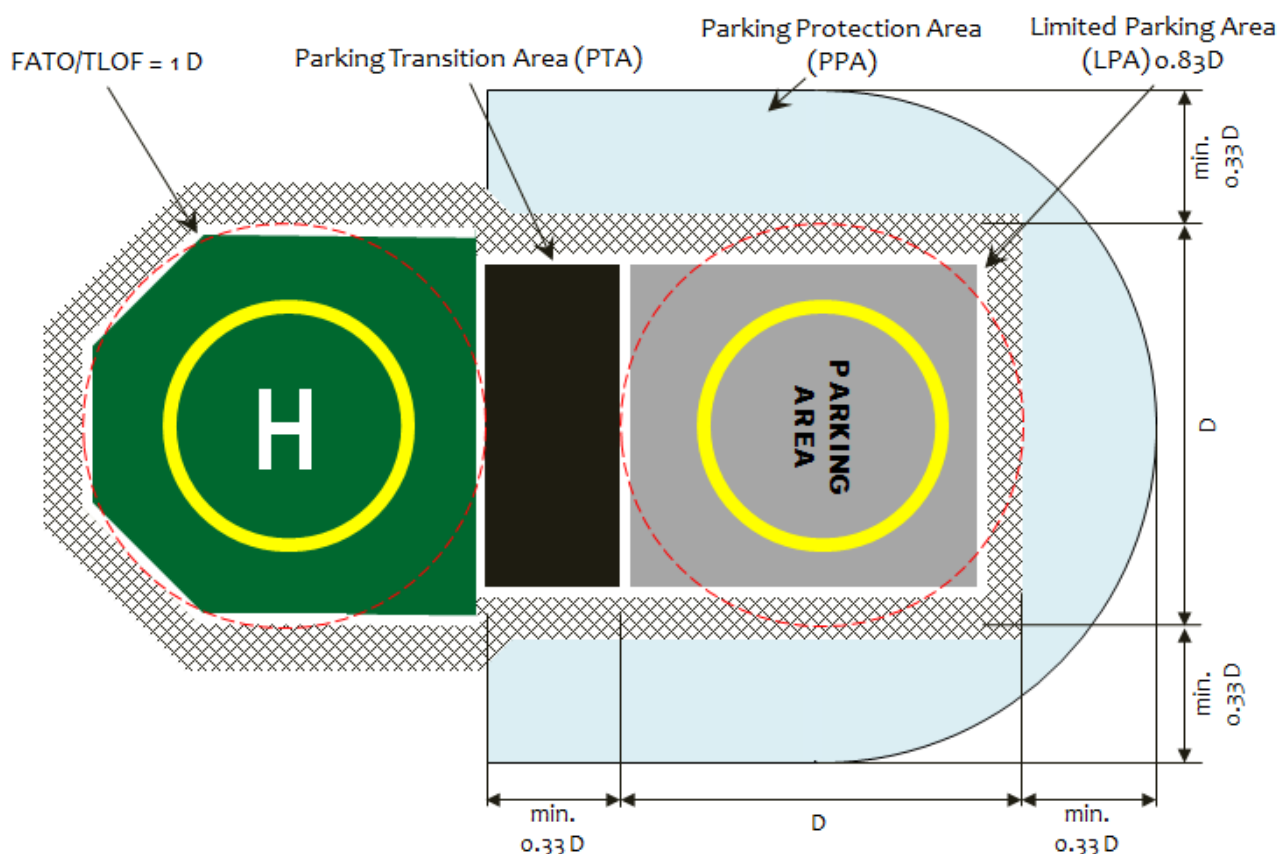 FATO/TLOF = 1 D
Parking Transition Area (PTA)
Parking Protection Area
(PPA)
Limited Parking Area
(LPA) 0.83D
min.
0.33 D
H
PARKING
AREA
D
min.
0.33 D
min.
0.33 D
D
min.
0.33 D